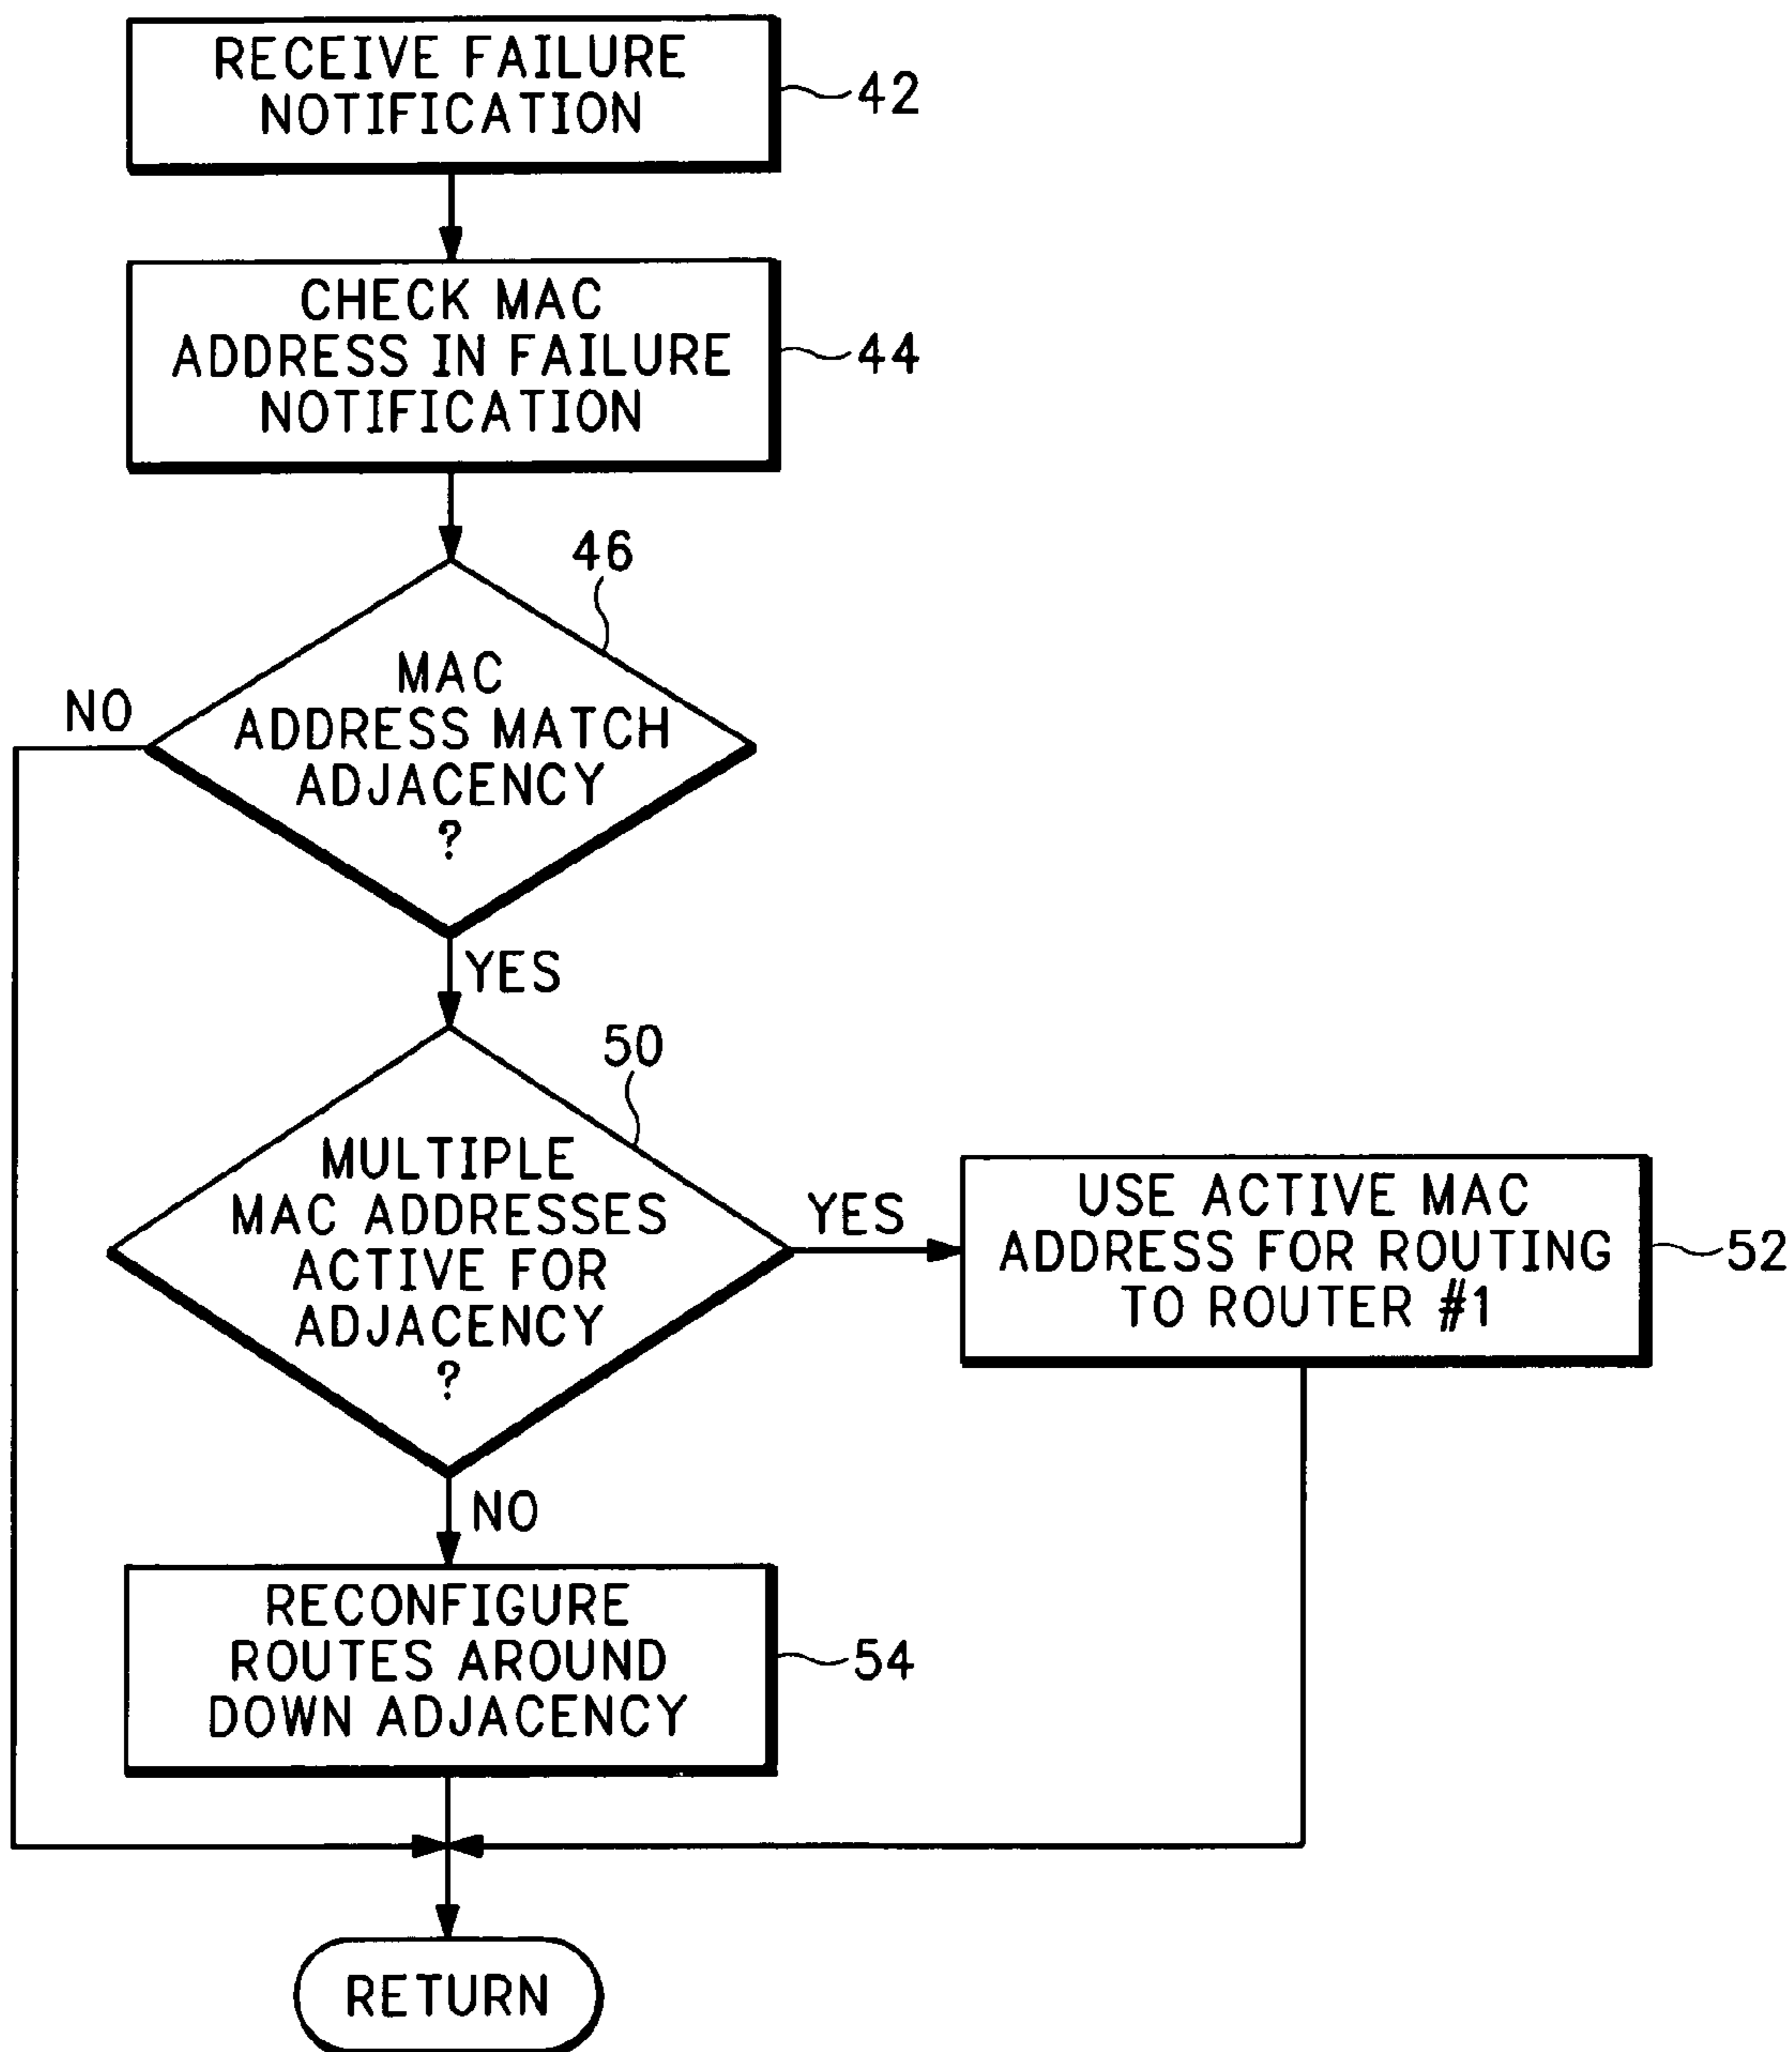 RECEIVE FAILURE
NOTIFICATION
42
CHECK MAC
ADDRESS IN FAILURE
NOTIFICATION
44
46
MAC
ADDRESS MATCH
ADJACENCY
?
NO
YES
50
MULTIPLE
MAC ADDRESSES
ACTIVE FOR
ADJACENCY
?
YES
USE ACTIVE MAC
ADDRESS FOR ROUTING
TO ROUTER #1
52
NO
RECONFIGURE
ROUTES AROUND
DOWN ADJACENCY
54
RETURN